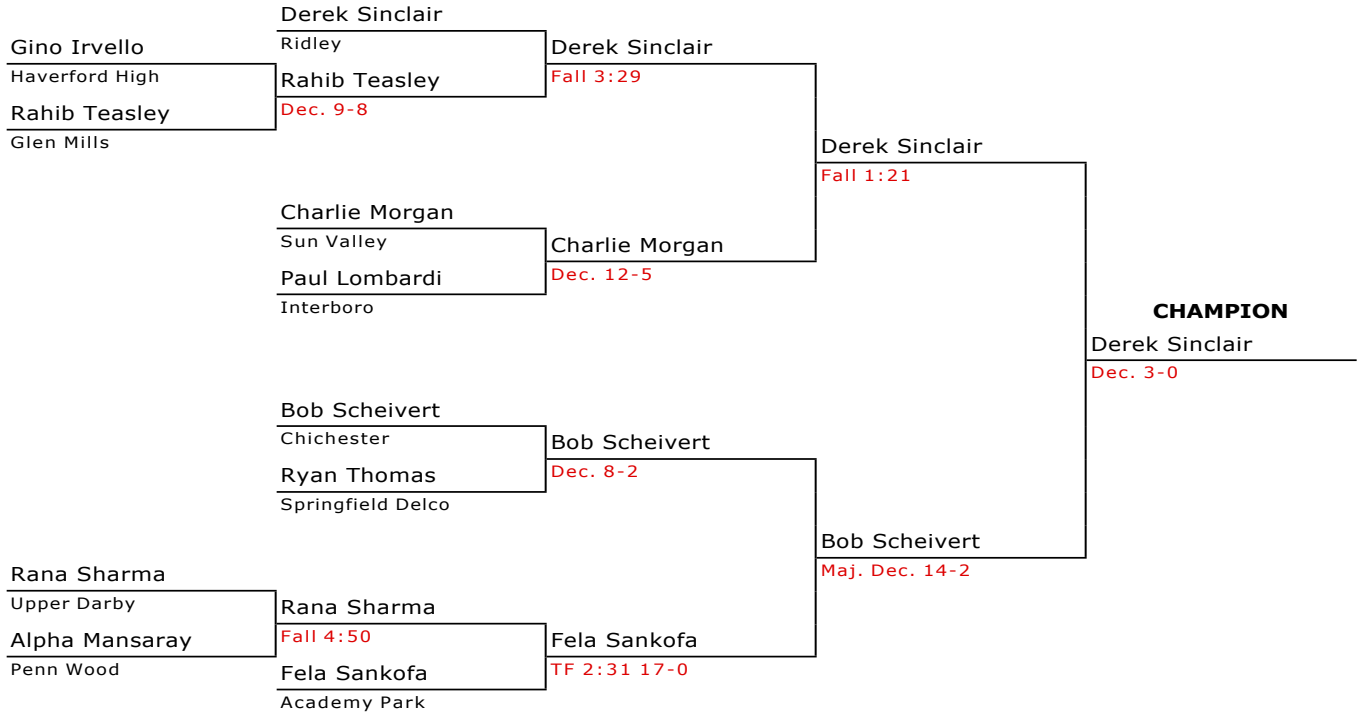 Derek Sinclair
Ridley
Gino Irvello
Haverford High
Rahib Teasley
Glen Mills
Rahib Teasley
Dec. 9-8
Derek Sinclair
Fall 3:29
Charlie Morgan
Sun Valley
Paul Lombardi
Interboro
Charlie Morgan
Dec. 12-5
Derek Sinclair
Fall 1:21
Bob Scheivert
Chichester
Ryan Thomas
Springfield Delco
Bob Scheivert
Dec. 8-2
Rana Sharma
Upper Darby
Alpha Mansaray
Penn Wood
Rana Sharma
Fall 4:50
Fela Sankofa
Academy Park
Fela Sankofa
TF 2:31 17-0
Bob Scheivert
Maj. Dec. 14-2
CHAMPION
Derek Sinclair
Dec. 3-0